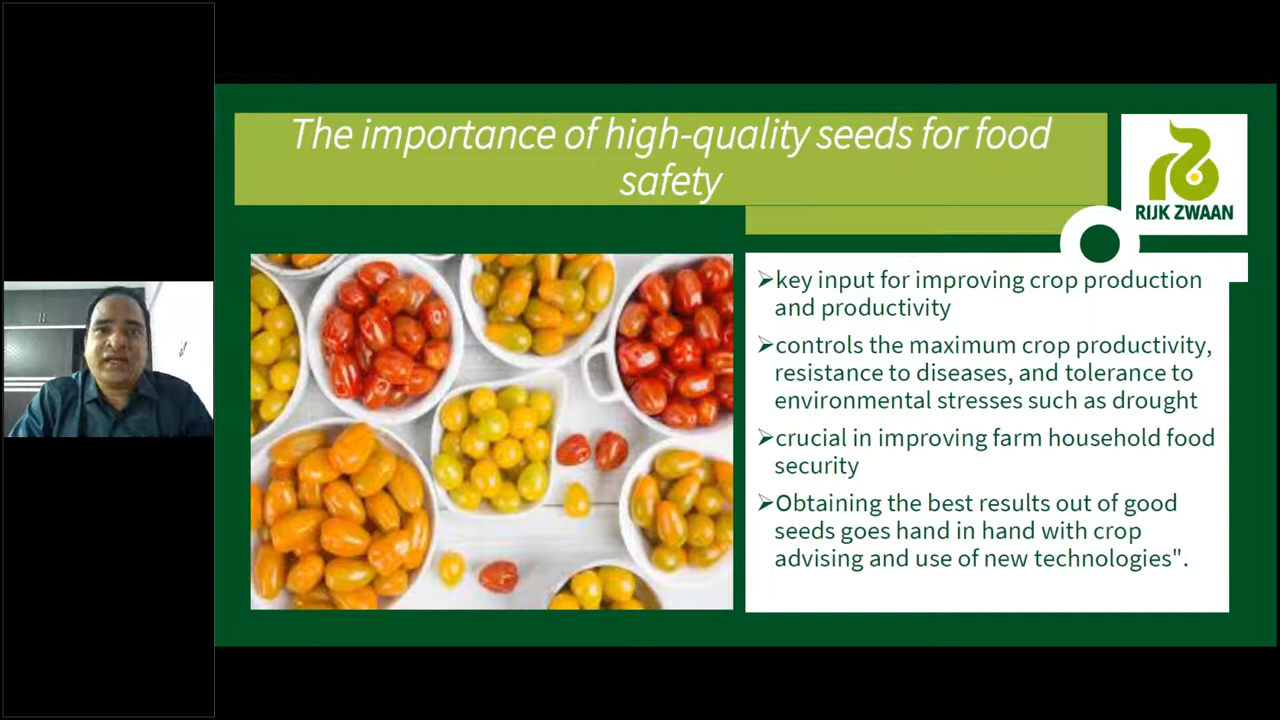 The importance of high-quality seeds for food
safety
RIJK ZWAAN
➢key input for improving crop production
and productivity
➢controls the maximum crop productivity,
resistance to diseases, and tolerance to
environmental stresses such as drought
➢crucial in improving farm household food
security
➢Obtaining the best results out of good
seeds goes hand in hand with crop
advising and use of new technologies".